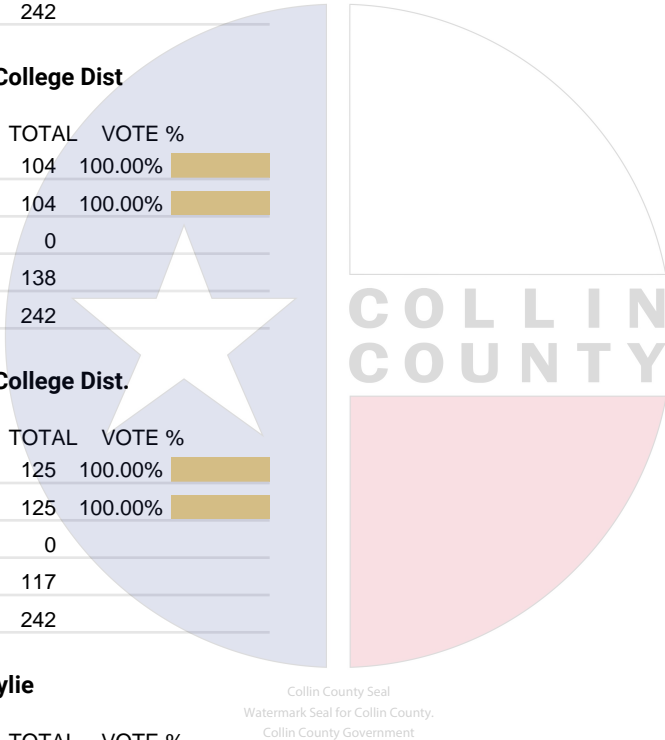 242
College Dist
TOTAL VOTE %
104 100.00%
104 100.00%
0
138
242
College Dist.
TOTAL VOTE %
125 100.00%
125 100.00%
0
117
242
ylie
TOTAL VOTE %
COLLIN
COUNTY
Collin County Seal
Watermark Seal for Collin County.
Collin County Government